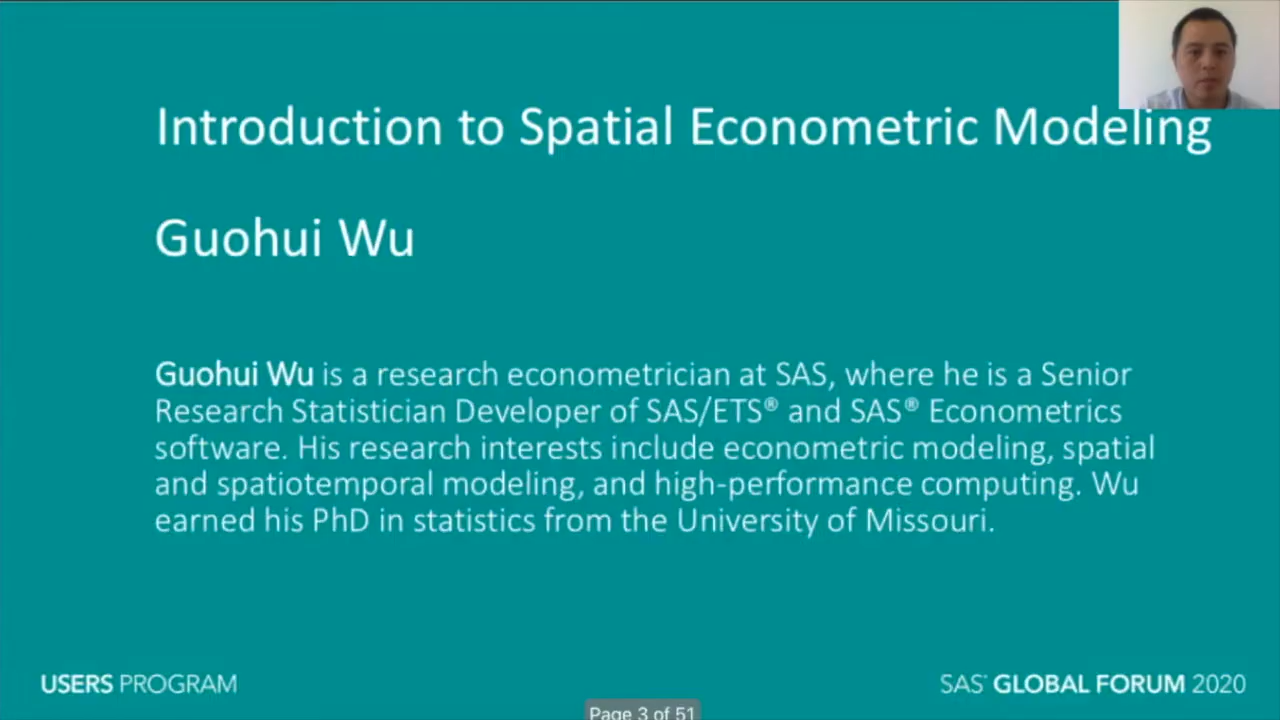 Introduction to Spatial Econometric Modeling
Guohui Wu
Guohui Wu is a research econometrician at SAS, where he is a Senior
Research Statistician Developer of SAS/ETS® and SAS® Econometrics
software. His research interests include econometric modeling, spatial
and spatiotemporal modeling, and high-performance computing. Wu
earned his PhD in statistics from the University of Missouri.
USERS PROGRAM
SAS® GLOBAL FORUM 2020
Page 3 of 51